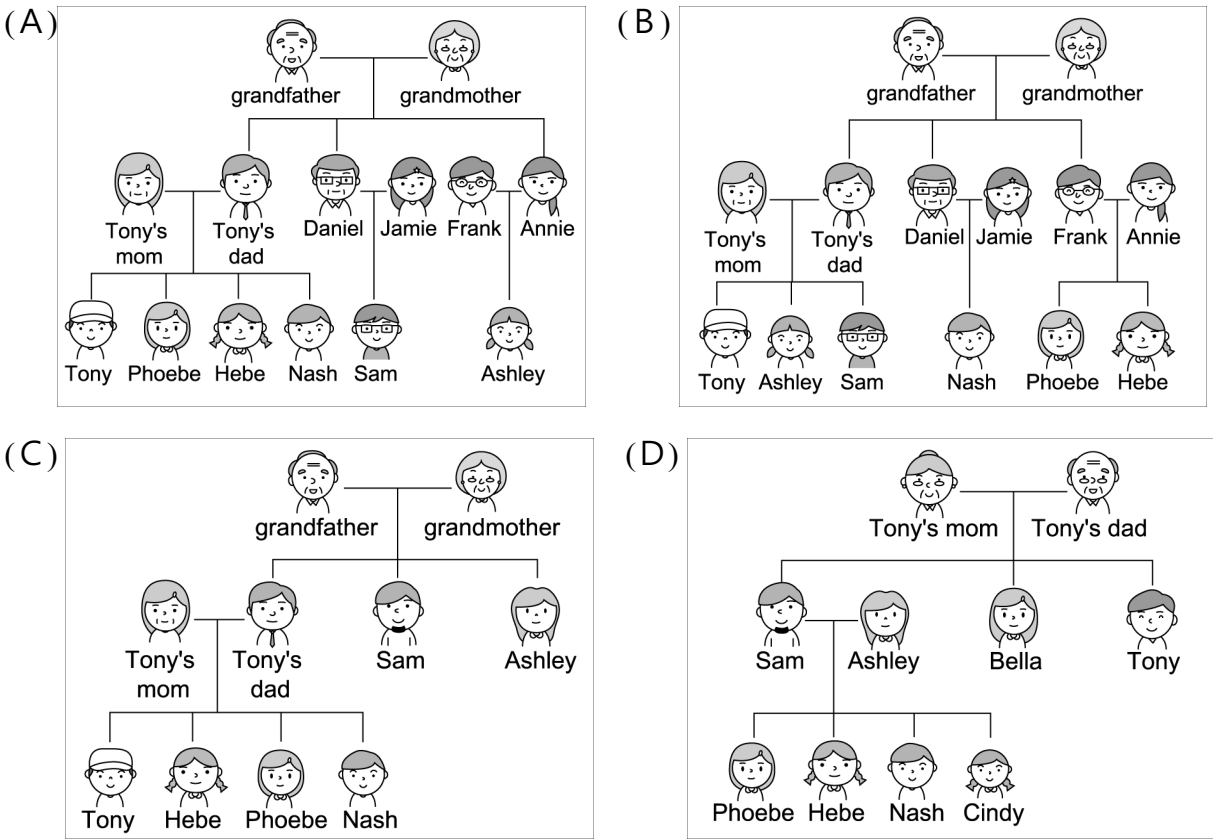 (A)
grandfather grandmother
Tony's mom Tony's dad Daniel Jamie Frank Annie
Tony Phoebe Hebe Nash Sam Ashley
(B)
grandfather grandmother
Tony's mom Tony's dad Daniel Jamie Frank Annie
Tony Ashley Sam Nash Phoebe Hebe
(C)
grandfather grandmother
Tony's mom Tony's dad Sam Ashley
Tony Hebe Phoebe Nash
(D)
Tony's mom Tony's dad
Sam Ashley Bella Tony
Phoebe Hebe Nash Cindy